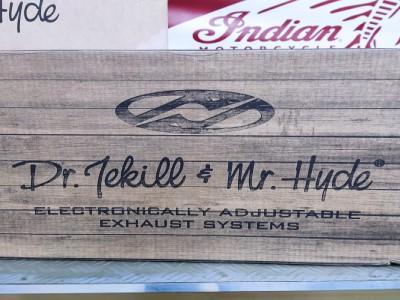 Hyde
Indian
MOTORCYCLE
Dr. Jekill & Mr. Hyde®
ELECTRONICALLY ADJUSTABLE
EXHAUST SYSTEMS